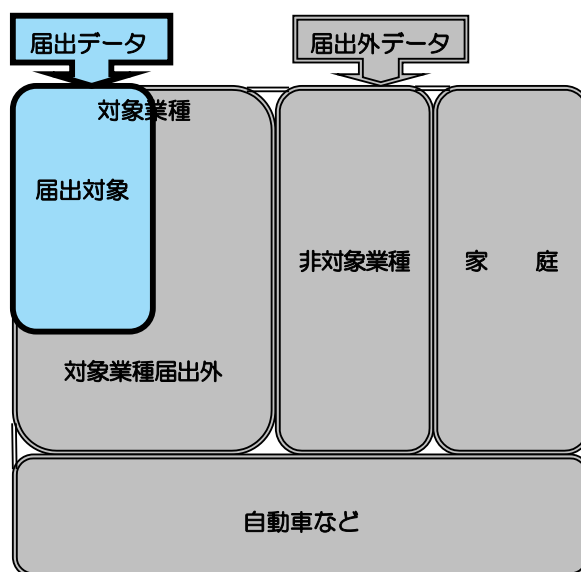 届出データ
届出外データ
対象業種
届出対象
非対象業種
家 庭
対象業種届出外
自動車など